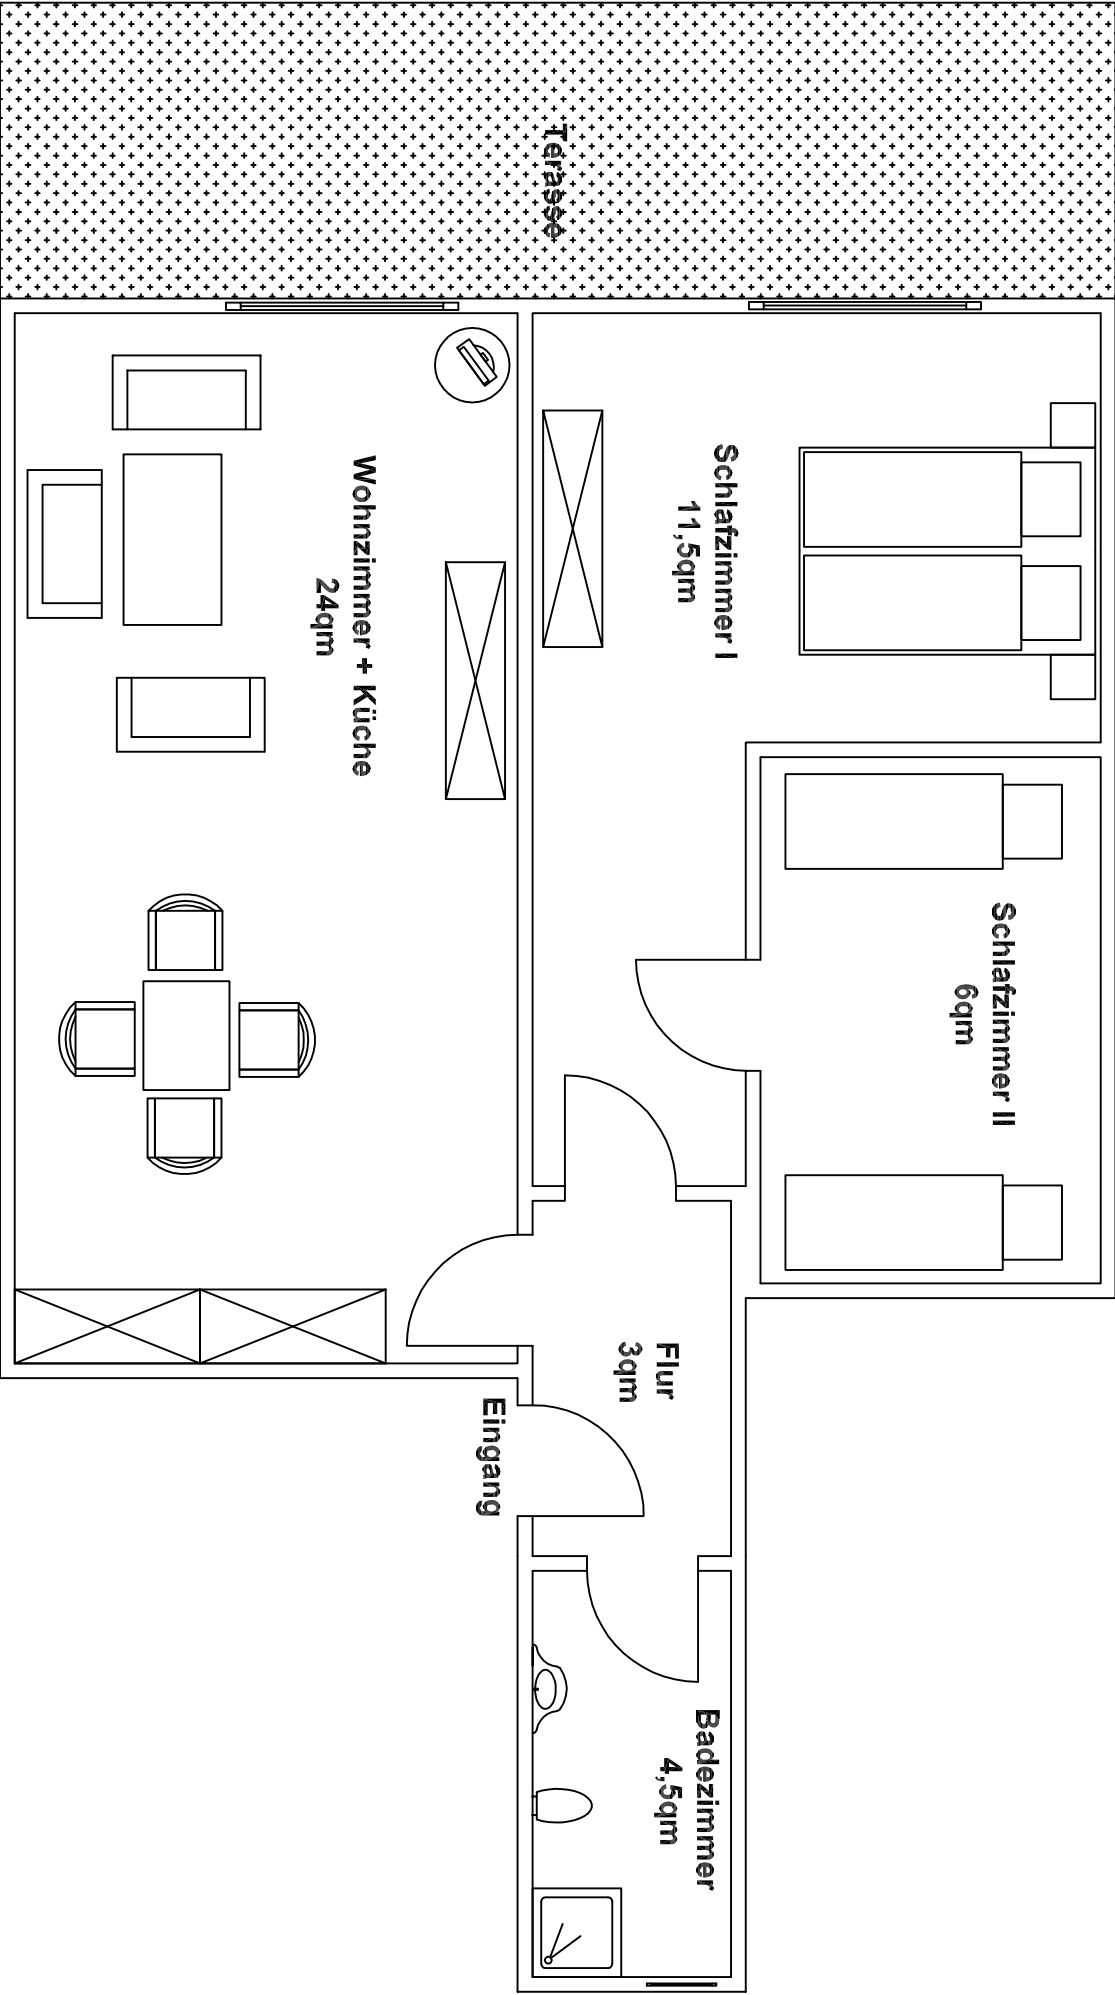 Terasse
Schlafzimmer I
11,5qm
Schlafzimmer II
6qm
Wohnzimmer + Küche
24qm
Flur
3qm
Eingang
Badezimmer
4,5qm